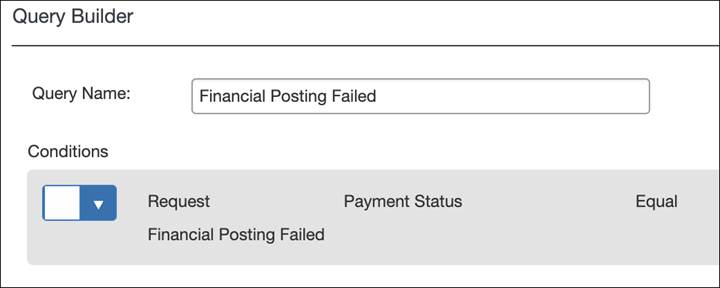 Query Builder
Query Name: Financial Posting Failed
Conditions
Request Payment Status Equal
Financial Posting Failed